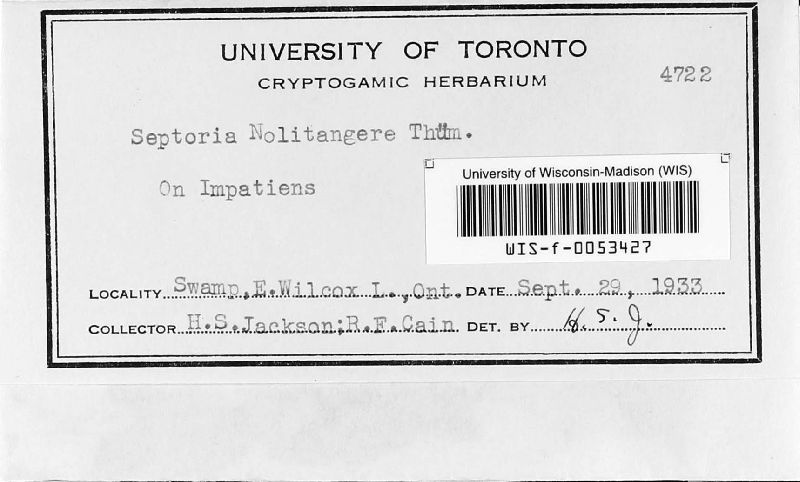 UNIVERSITY OF TORONTO
CRYPTOGAMIC HERBARIUM
4722
Septoria Nolitangere Thüm.
On Impatiens
University of Wisconsin-Madison (WIS)
WIS-f-0053427
LOCALITY Swamp, E. Wilcox L., Ont. DATE Sept. 29, 1933
COLLECTOR H.S. Jackson; R.F. Cain DET. BY H. S. J.